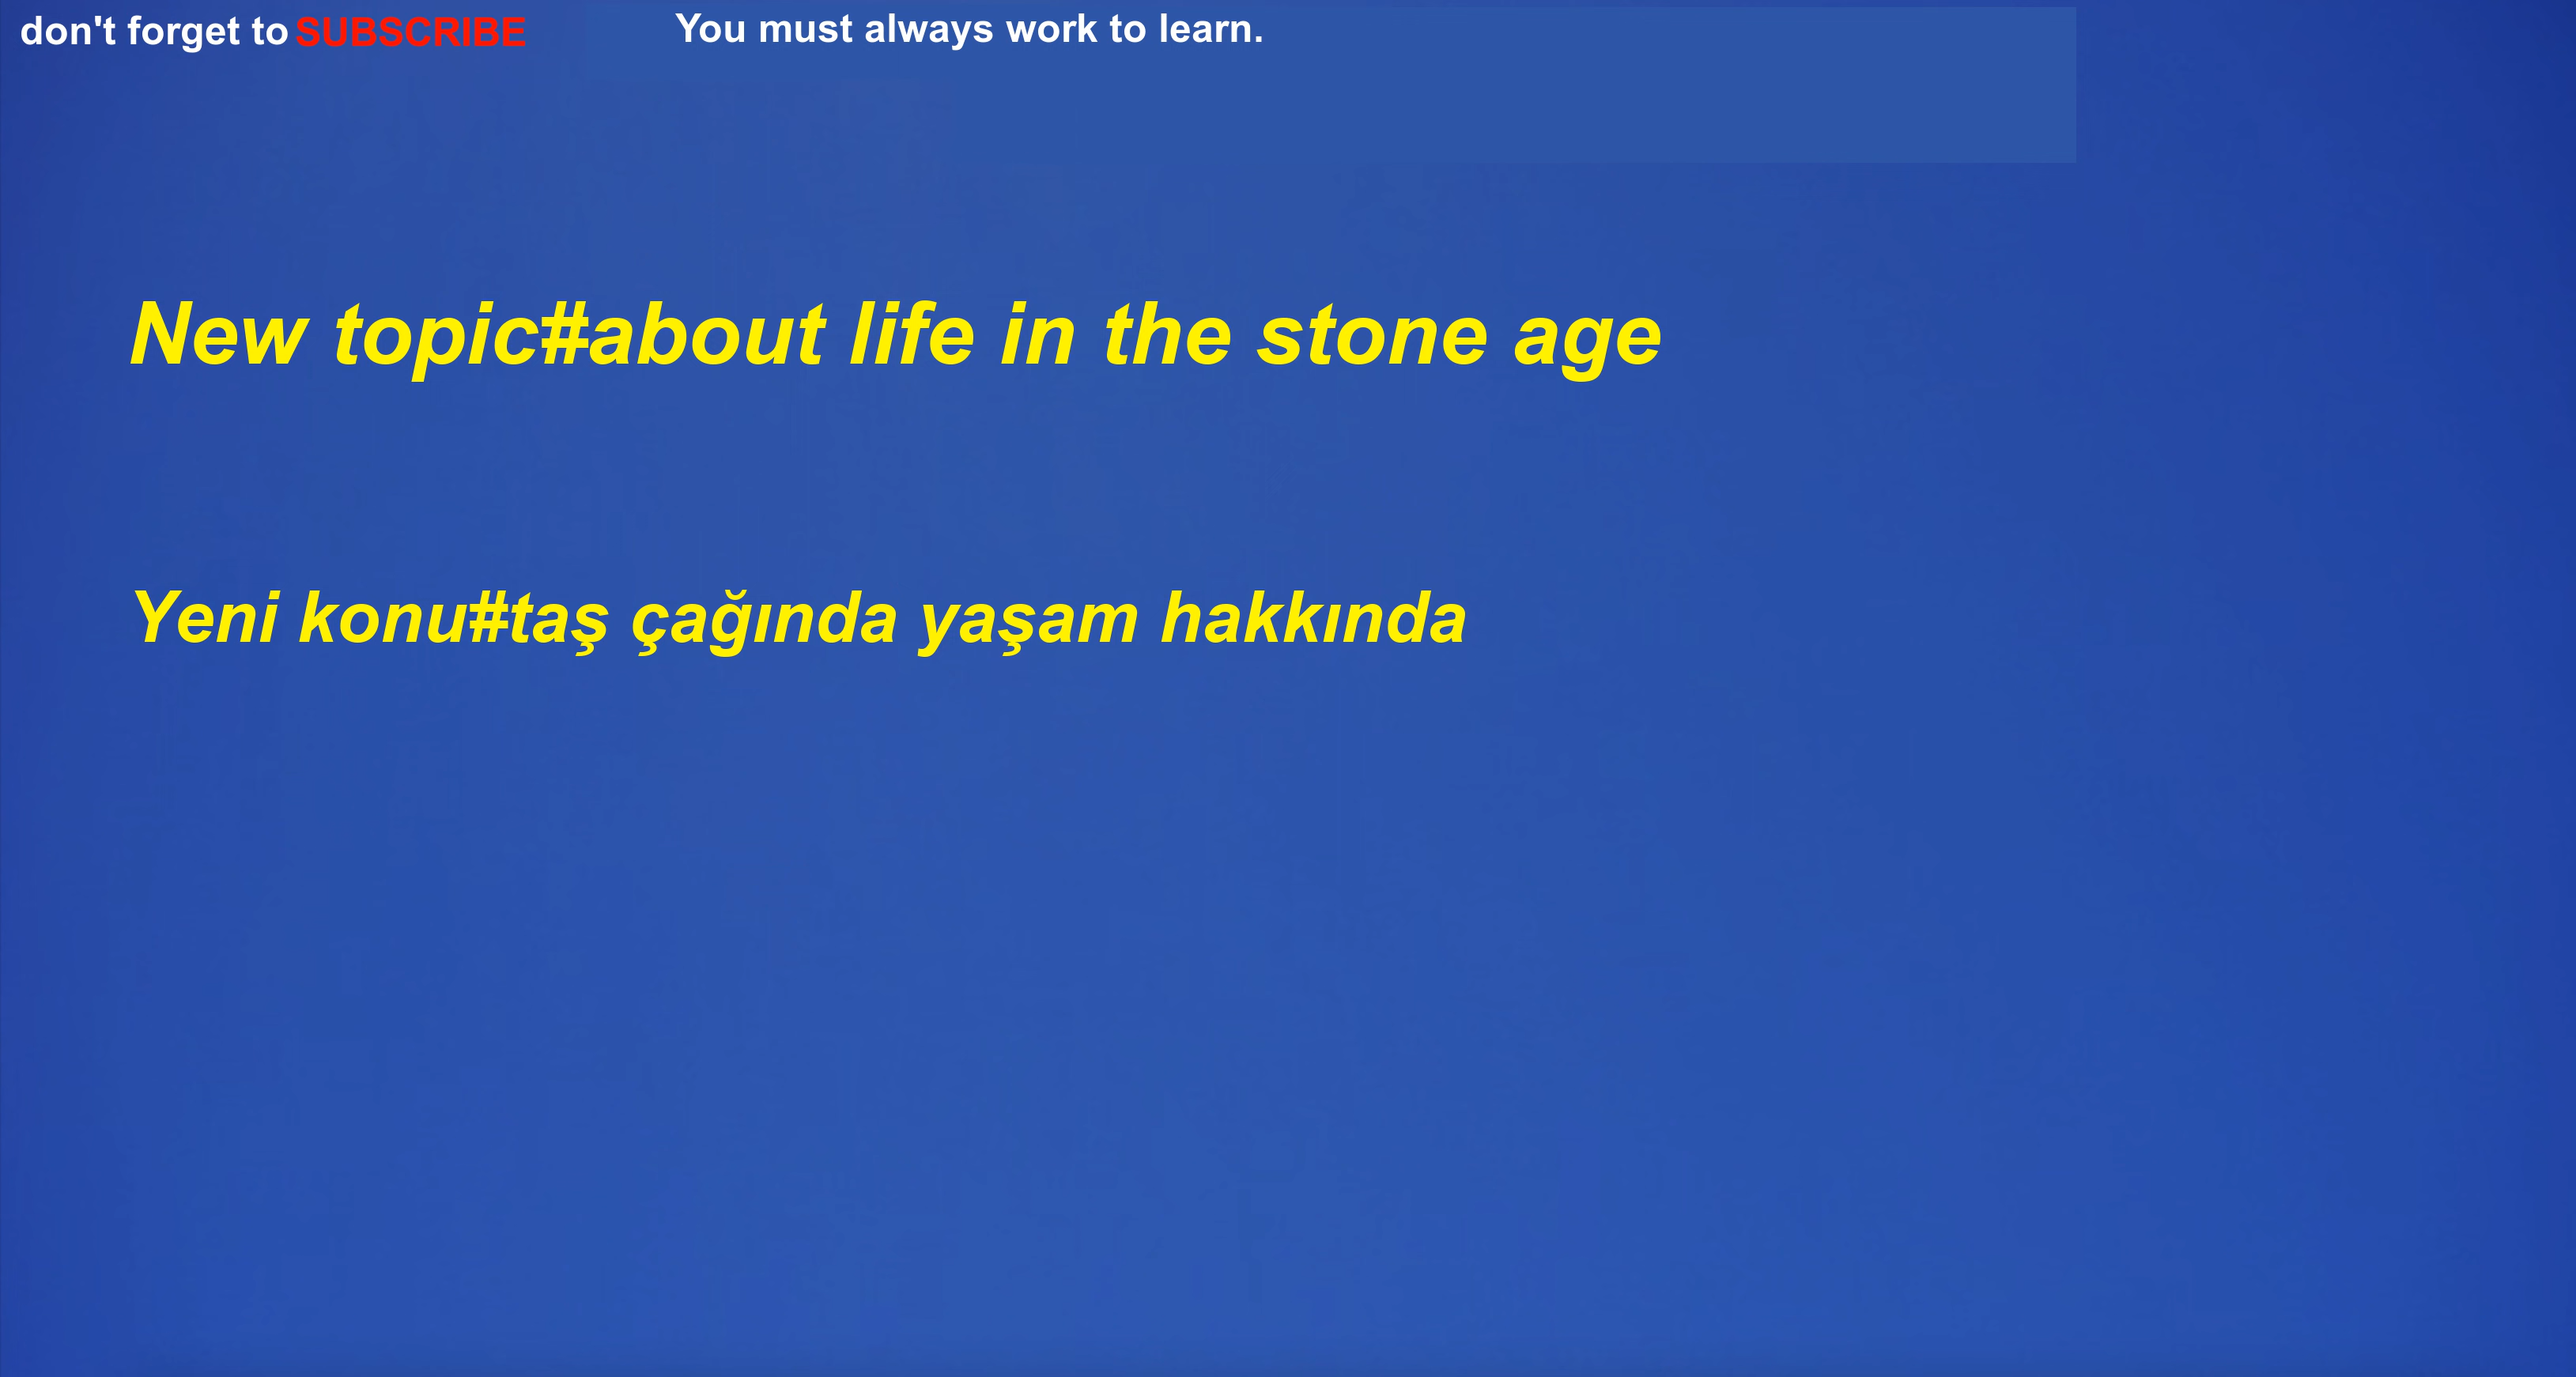 don't forget to SUBSCRIBE
You must always work to learn.
New topic#about life in the stone age
Yeni konu#taş çağında yaşam hakkında